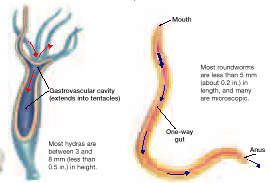 Mouth
Most roundworms
are less than 5 mm
(about 0.2 in.) in
length, and many
are microscopic.
Gastrovascular cavity
(extends into tentacles)
One-way
gut
Most hydras are
between 3 and
8 mm (less than
0.5 in.) in height.
Anus